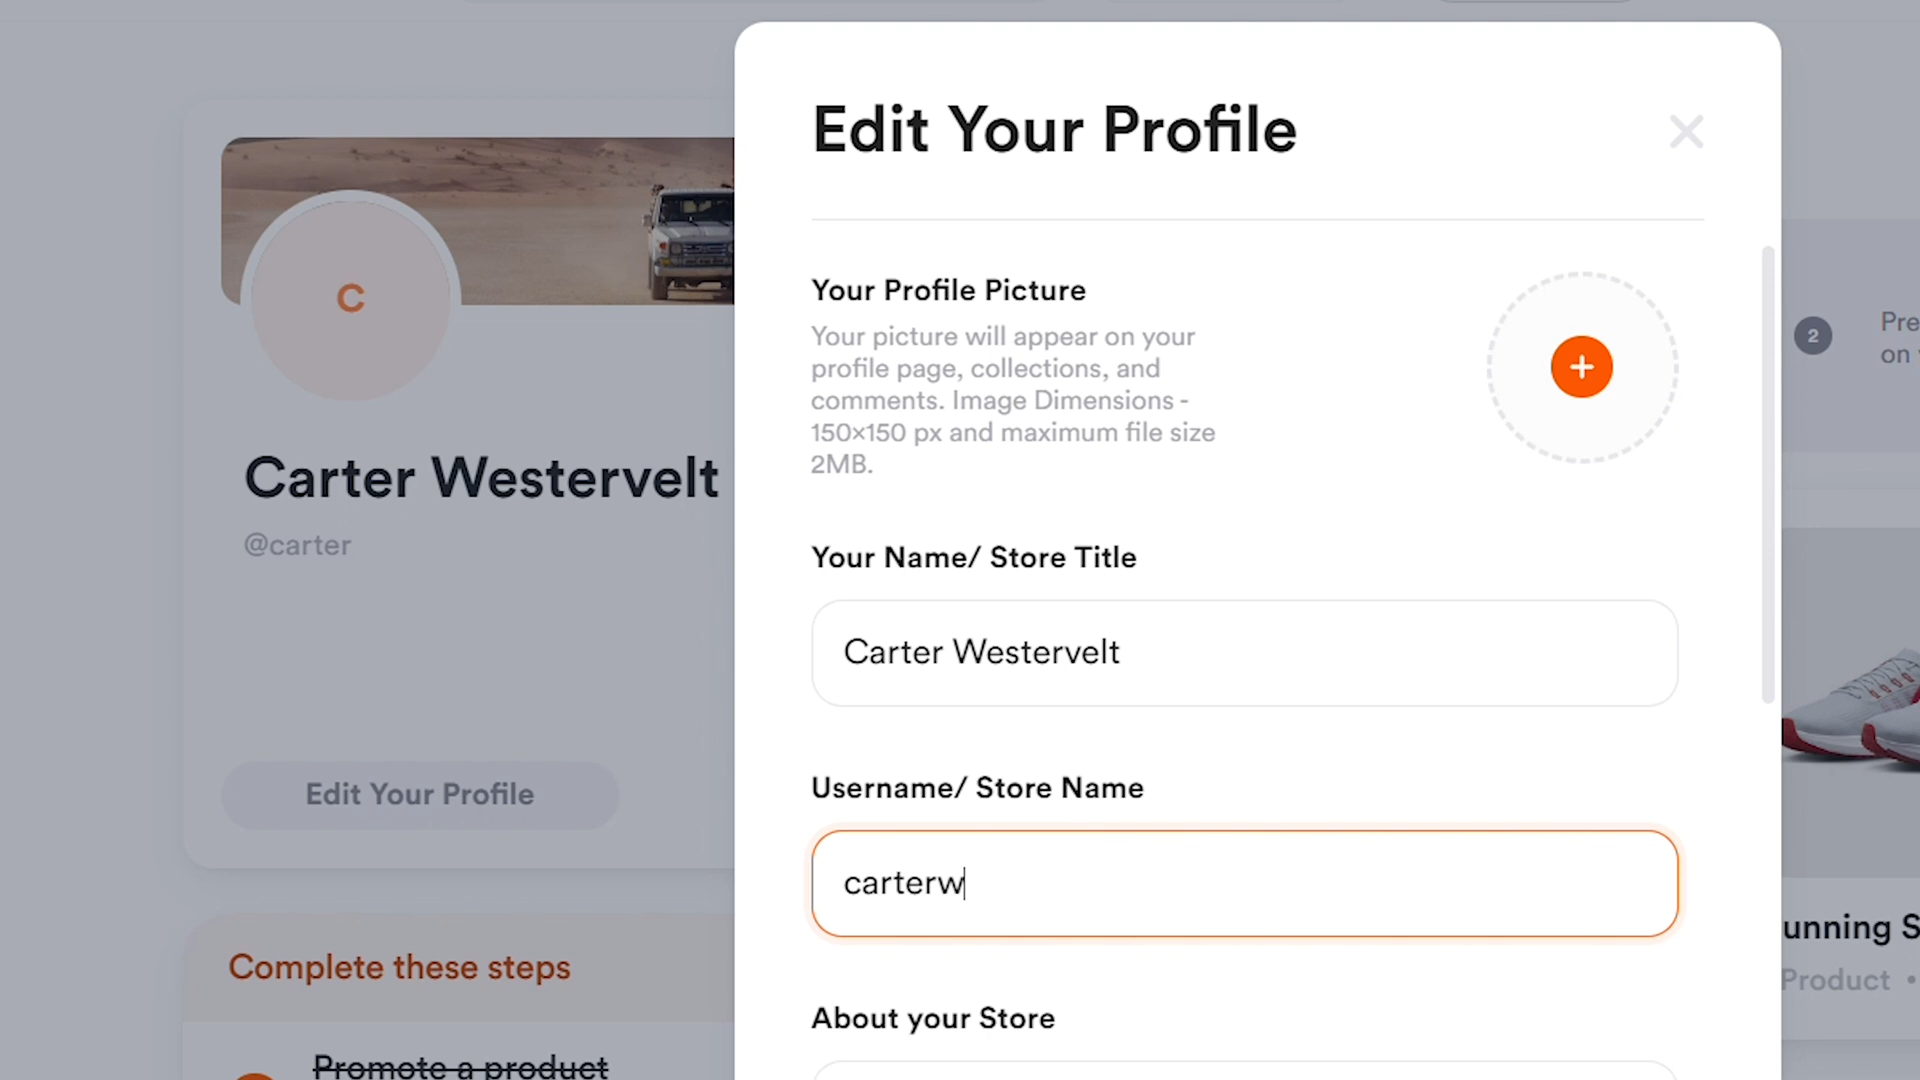 Edit Your Profile
Your Profile Picture
Your picture will appear on your
profile page, collections, and
comments. Image Dimensions -
150×150 px and maximum file size
2MB.
Your Name/ Store Title
Carter Westervelt
Username/ Store Name
carterw
About your Store
C
Carter Westervelt
@carter
Edit Your Profile
Complete these steps
Promote a product
2
Pre
on
unning S
Product •